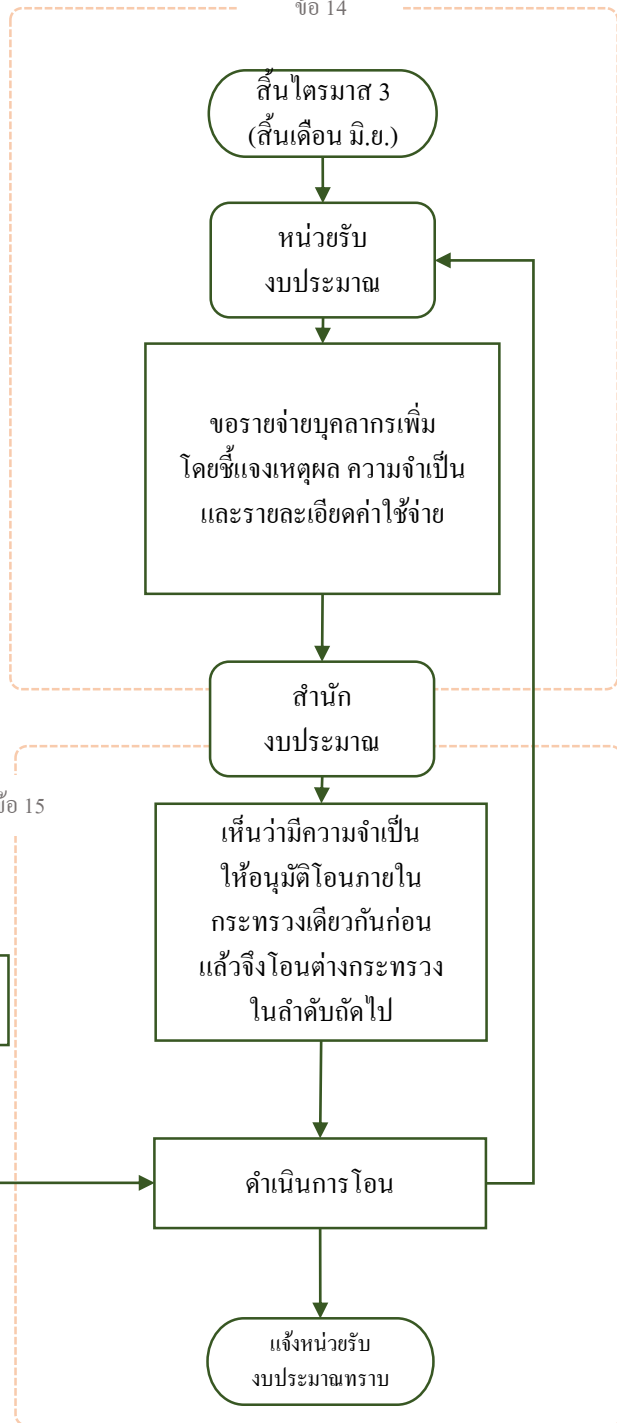 ข้อ 14
สิ้นไตรมาส 3
(สิ้นเดือน มิ.ย.)
หน่วยรับ
งบประมาณ
ขอรายจ่ายบุคลากรเพิ่ม
โดยชี้แจงเหตุผล ความจำเป็น
และรายละเอียดค่าใช้จ่าย
สำนัก
งบประมาณ
ข้อ 15
เห็นว่ามีความจำเป็น
ให้อนุมัติโอนภายใน
กระทรวงเดียวกันก่อน
แล้วจึงโอนต่างกระทรวง
ในลำดับถัดไป
ดำเนินการโอน
แจ้งหน่วยรับ
งบประมาณทราบ